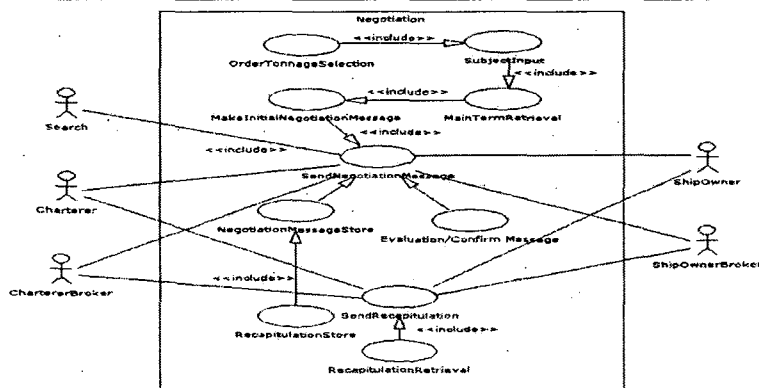 Negotiation
<<include>>
OrderTonnageSelection
SubjectInput
<<include>>
<<include>>
MakeInitialNegotiationMessage
MainTermRetrieval
Search
<<include>>
<<include>>
SendNegotiationMessage
ShipOwner
Charterer
NegotiationMessageStore
Evaluation/Confirm Message
ShipOwnerBroker
<<include>>
ChartererBroker
SendRecapitulation
<<include>>
RecapitulationStore
RecapitulationRetrieval